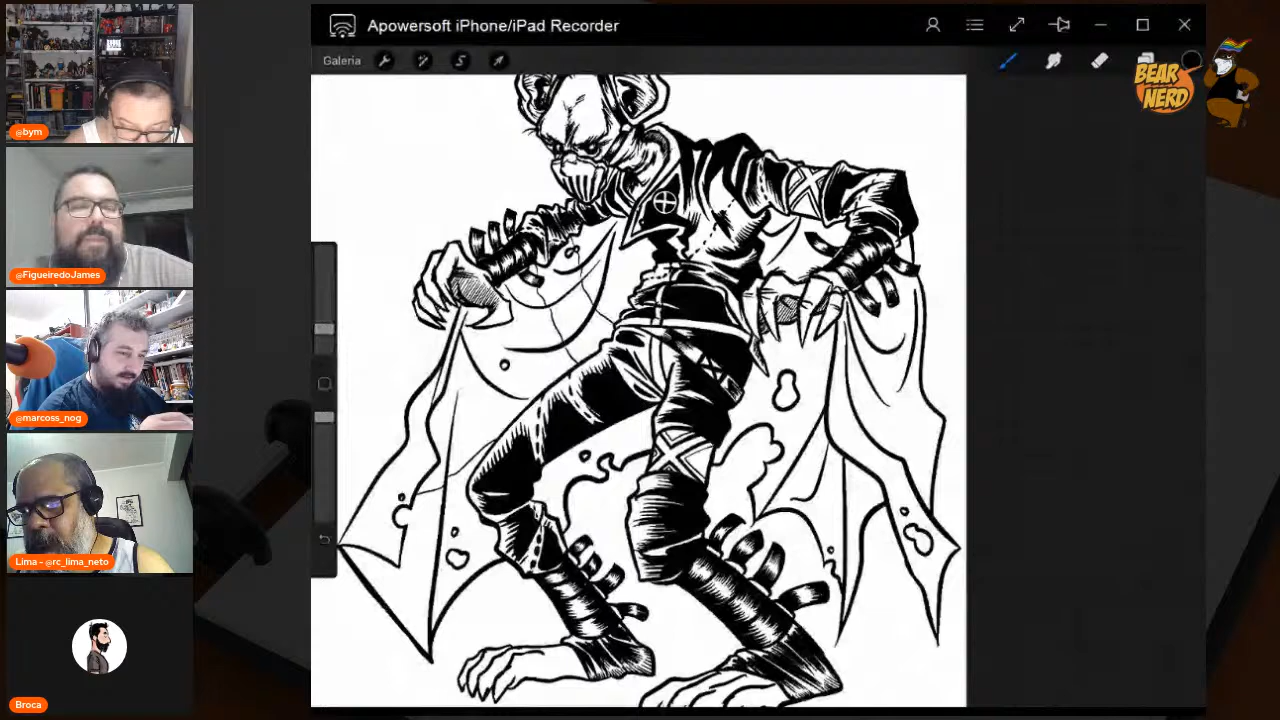 Apowersoft iPhone/iPad Recorder
Galeria
BEAR
NERD
@bym
@FigueiredoJames
@marcoss_nog
Lima - @rc_lima_neto
Broca